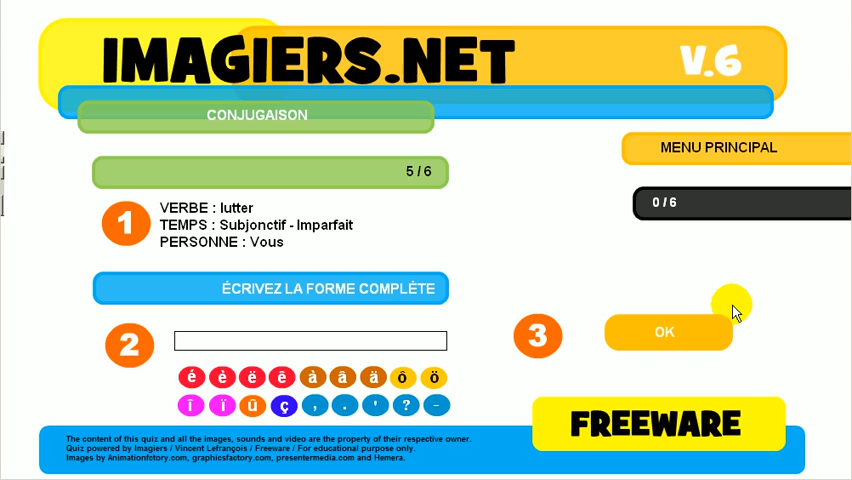 IMAGIERS.NET
V.6
CONJUGAISON
MENU PRINCIPAL
5 / 6
0 / 6
1
VERBE : lutter
TEMPS : Subjonctif - Imparfait
PERSONNE : Vous
ÉCRIVEZ LA FORME COMPLÈTE
2
3
OK
é è ë ê à â ä ô ö
î ï û ç , . ' ? -
FREEWARE
The content of this quiz and all the images, sounds and video are the property of their respective owner.
Quiz powered by Imagiers / Vincent Lefrançois / Freeware / For educational purpose only.
Images by Animationfctory.com, graphicsfactory.com, presentermedia.com and Hemera.